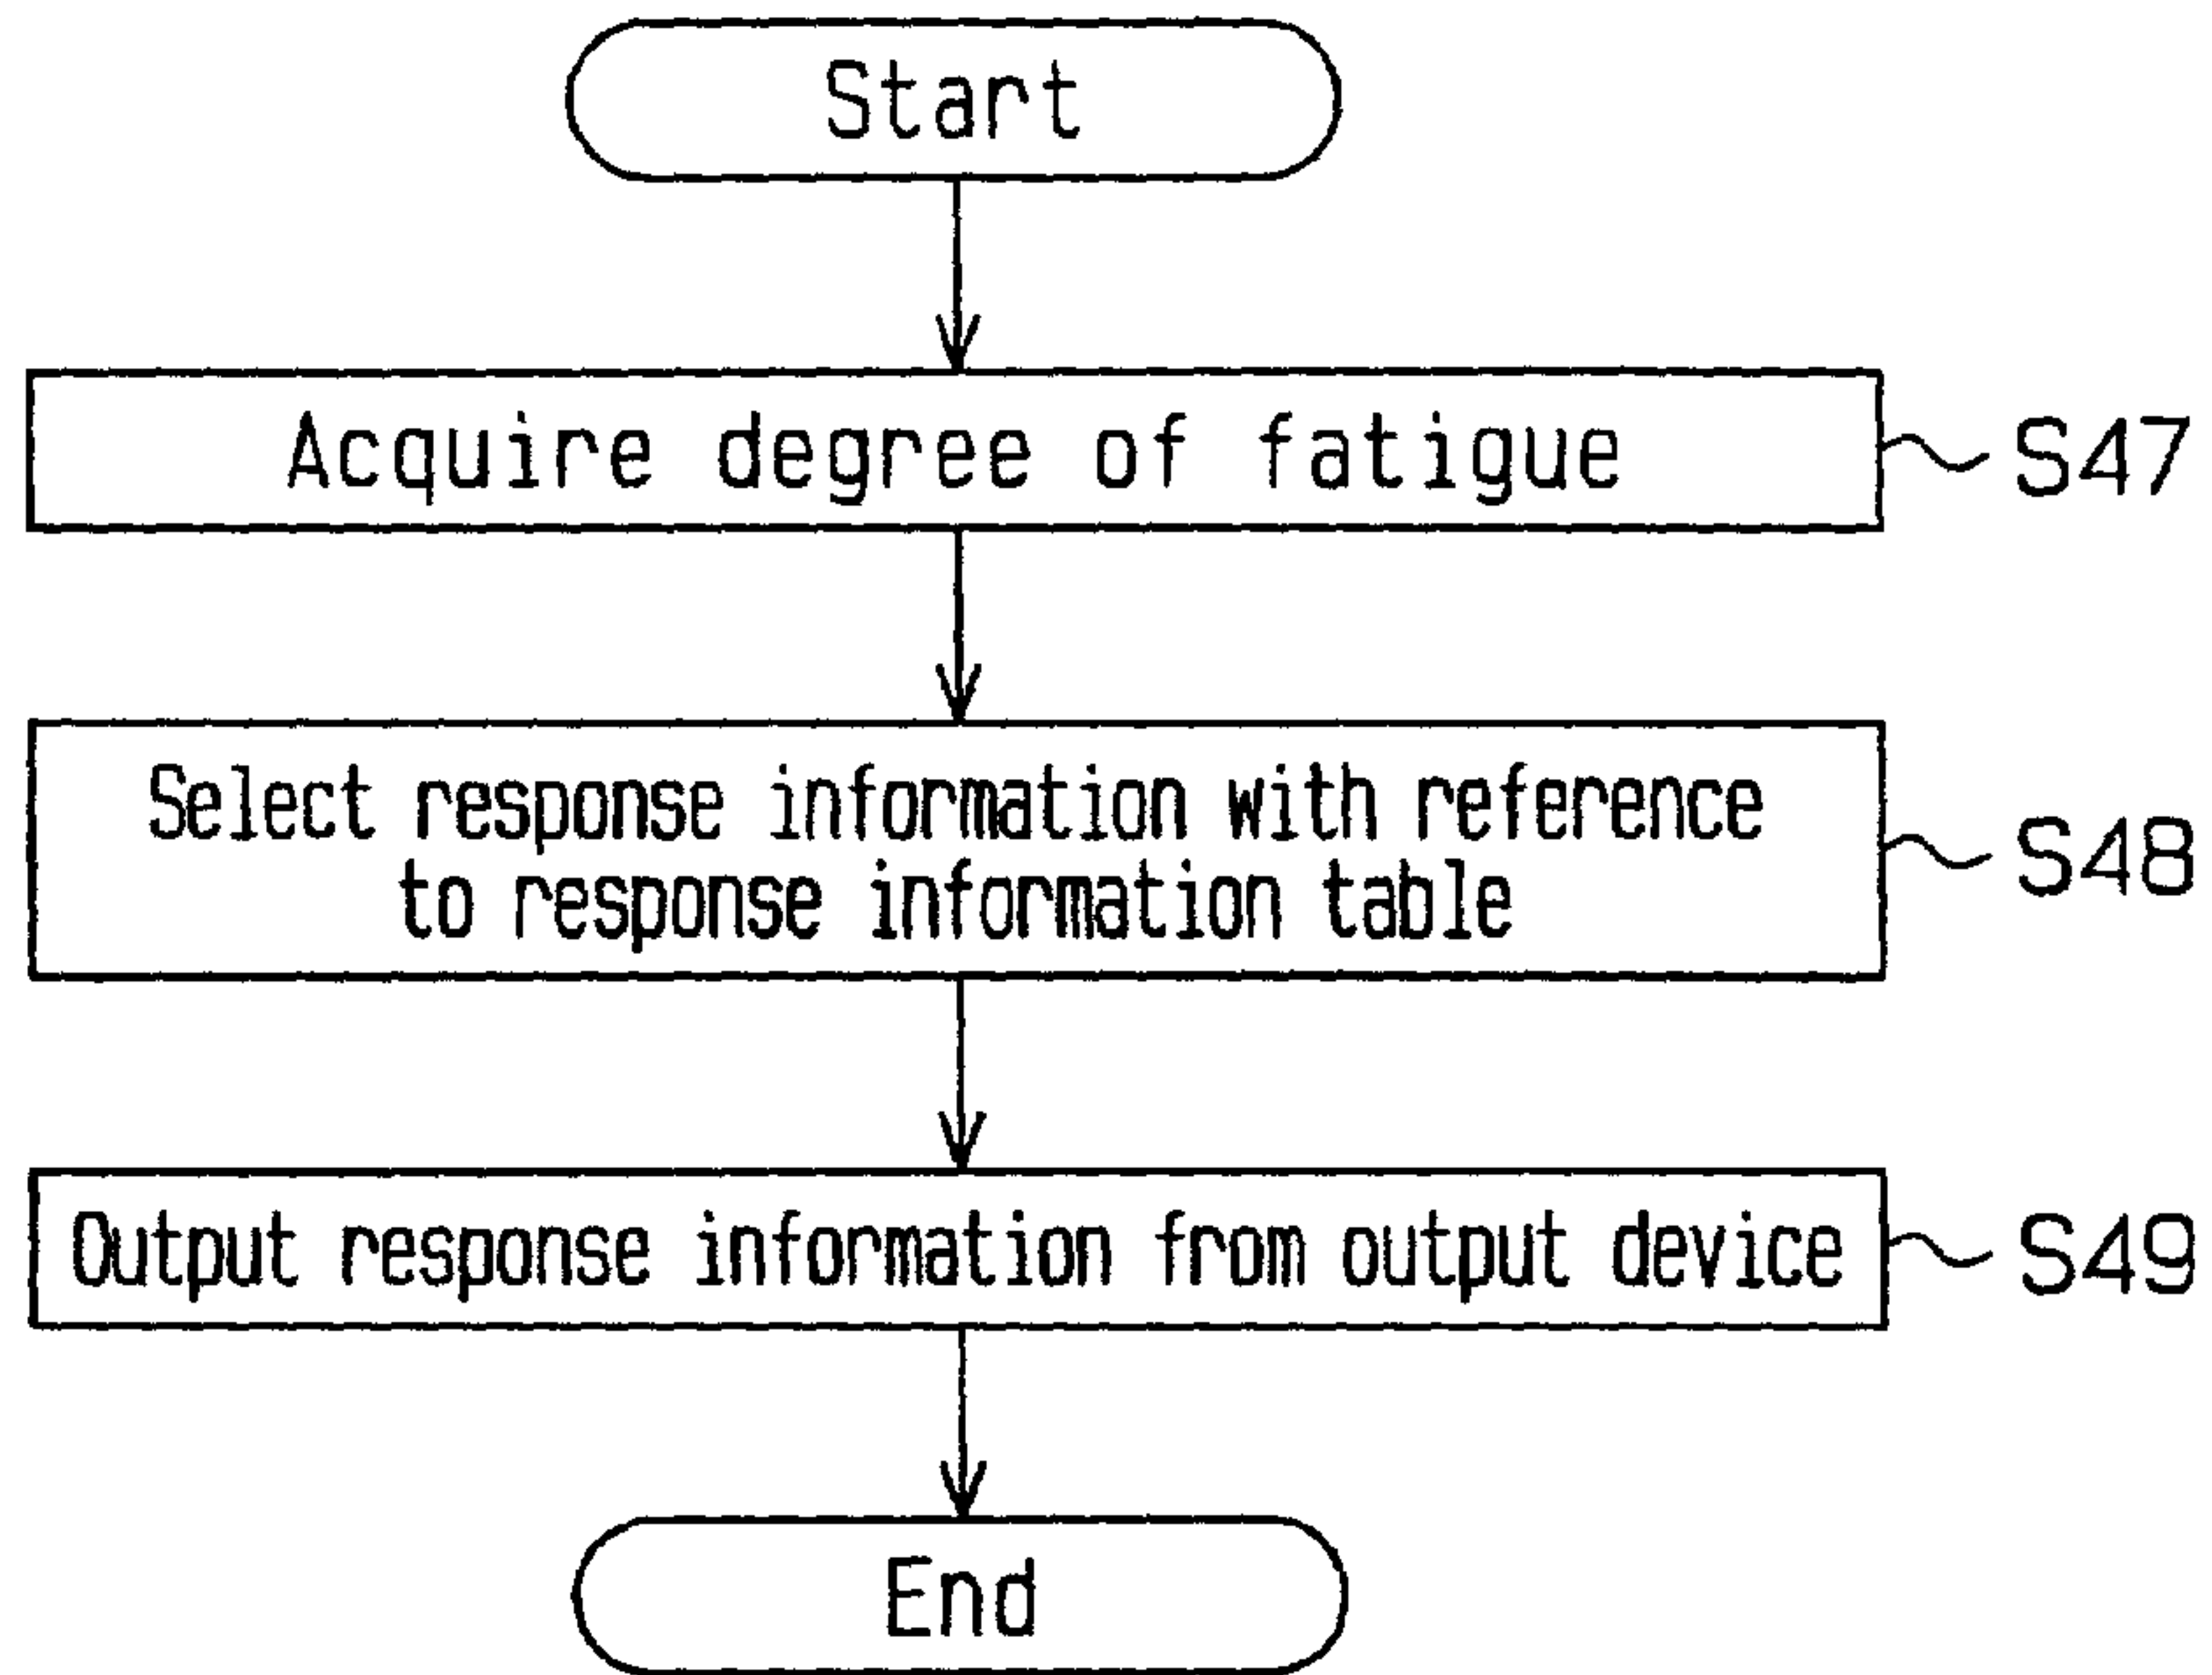 Start
Acquire degree of fatigue
S47
Select response information with reference
to response information table
S48
Output response information from output device
S49
End